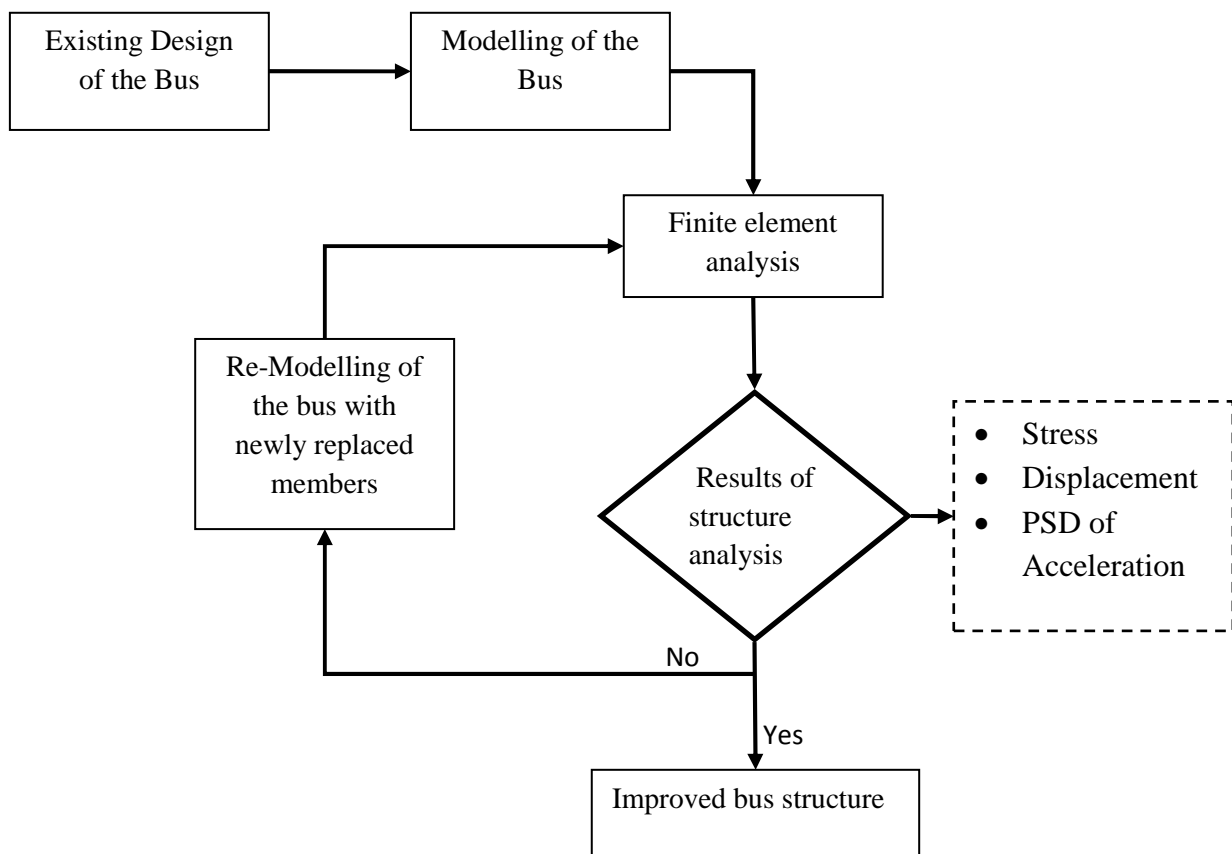 Existing Design
of the Bus
Modelling of the
Bus
Finite element
analysis
Re-Modelling of
the bus with
newly replaced
members
Results of
structure
analysis
• Stress
• Displacement
• PSD of
Acceleration
No
Yes
Improved bus structure